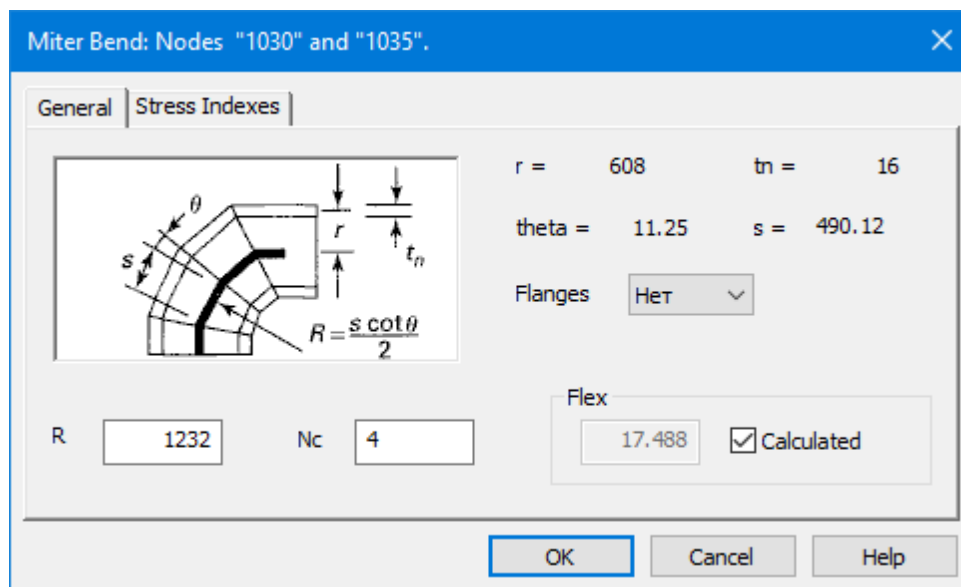 Miter Bend: Nodes "1030" and "1035".
General
Stress Indexes
r = 608 tn = 16
theta = 11.25 s = 490.12
Flanges Нет
θ
s
r
tn
R = s cot θ / 2
R 1232 Nc 4
Flex
17.488 Calculated
OK Cancel Help